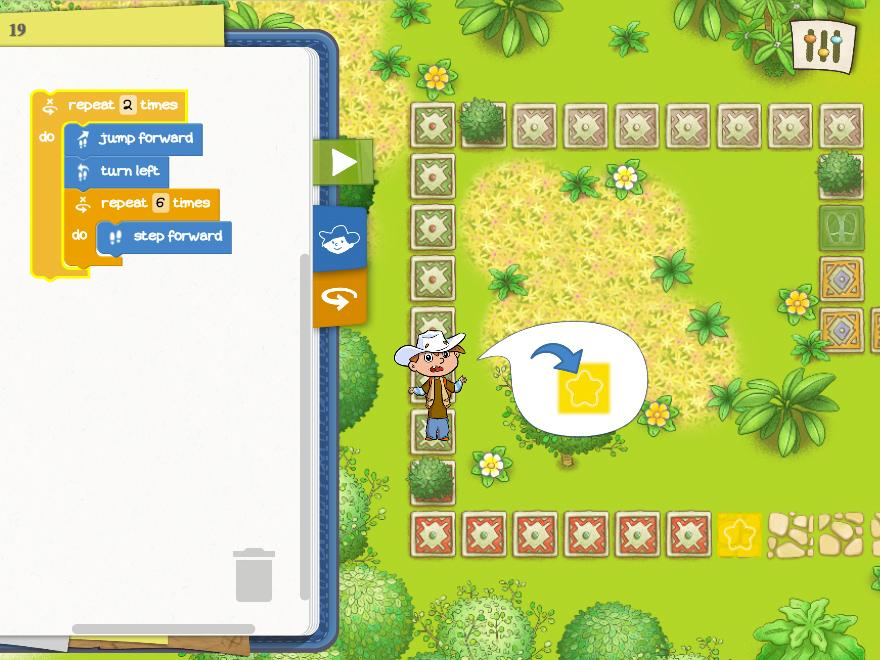 19
repeat 2 times
do jump forward
turn left
repeat 6 times
do step forward